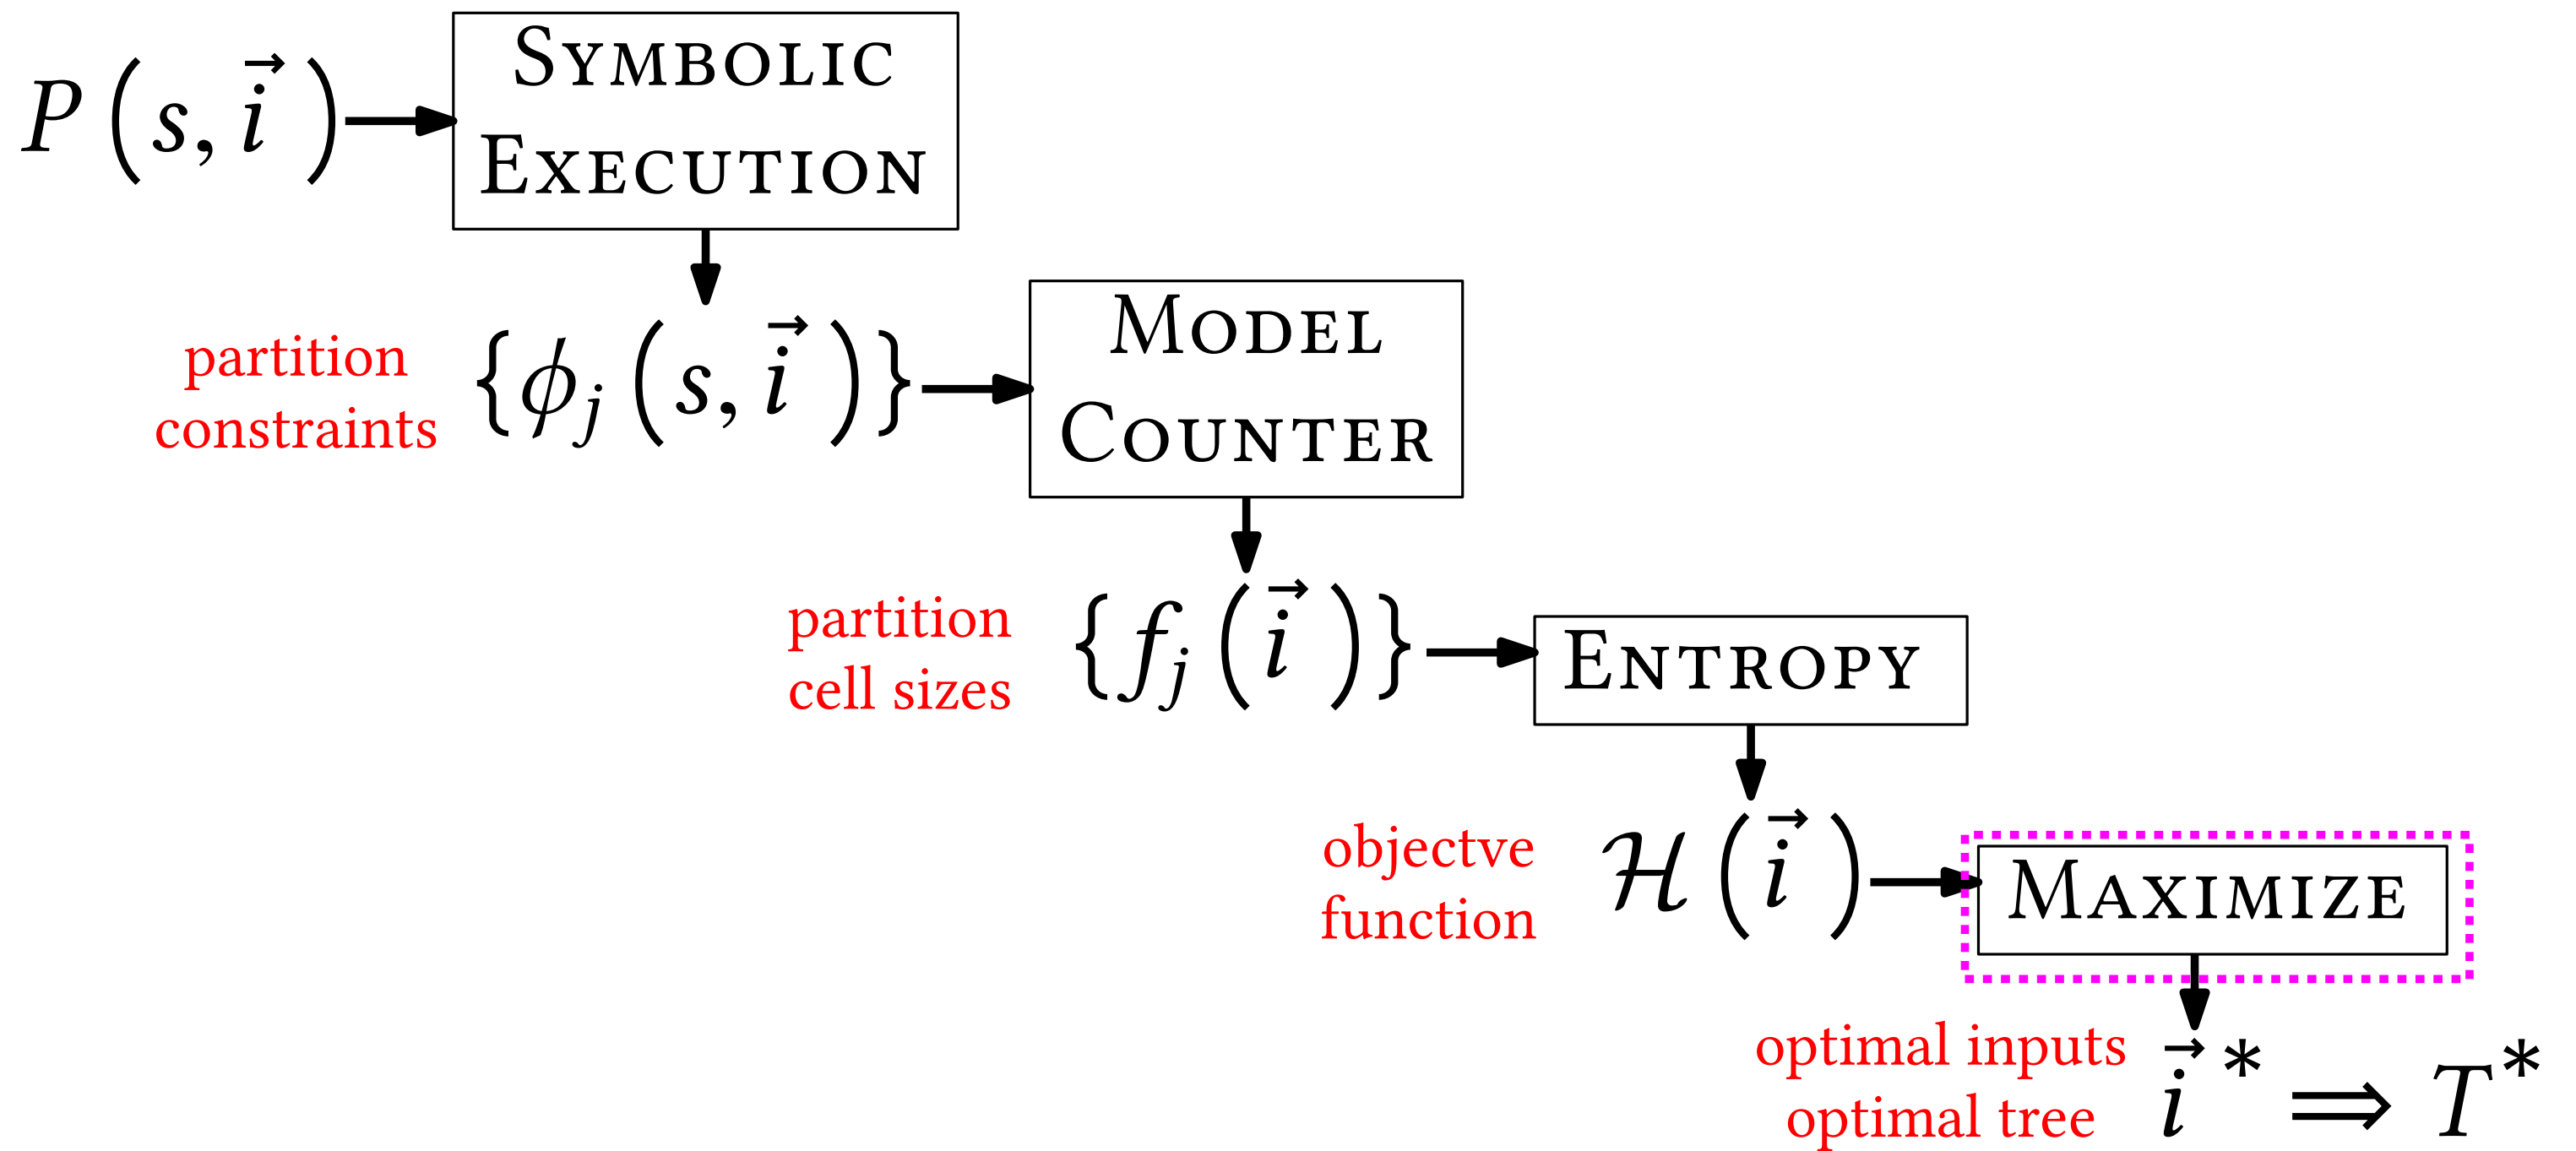 P(s, i⃗)
SYMBOLIC
EXECUTION
partition
constraints
{ϕⱼ(s, i⃗)}
MODEL
COUNTER
partition
cell sizes
{fⱼ(i⃗)}
ENTROPY
objectve
function
ℋ(i⃗)
MAXIMIZE
optimal inputs
optimal tree
i⃗* ⇒ T*